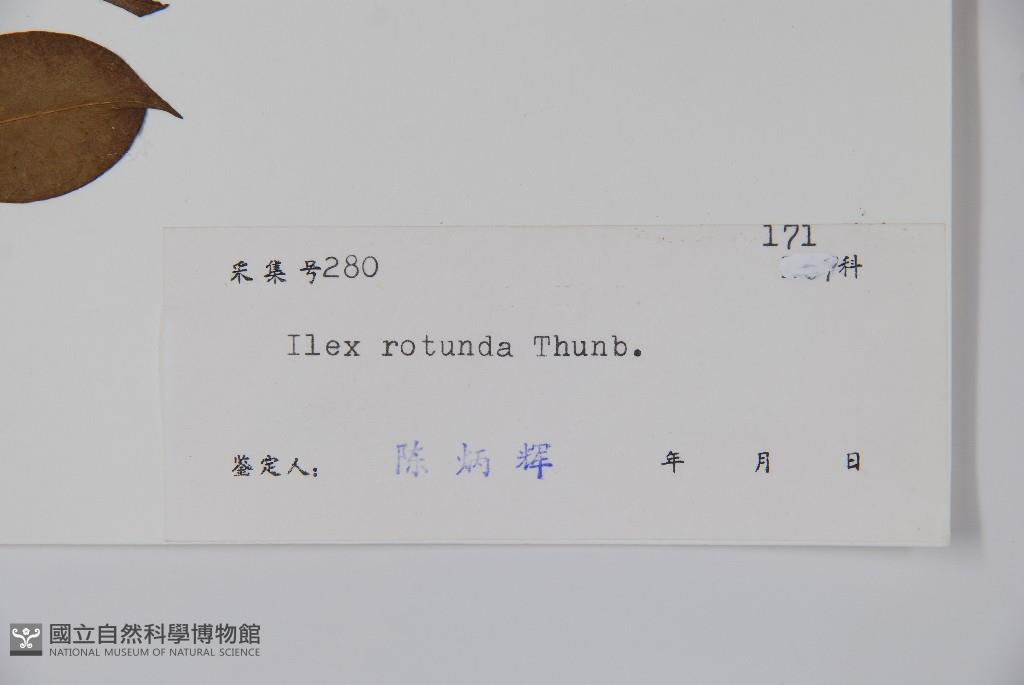 171
采集号280 科
Ilex rotunda Thunb.
鉴定人: 陈炳辉 年 月 日
國立自然科學博物館
NATIONAL MUSEUM OF NATURAL SCIENCE